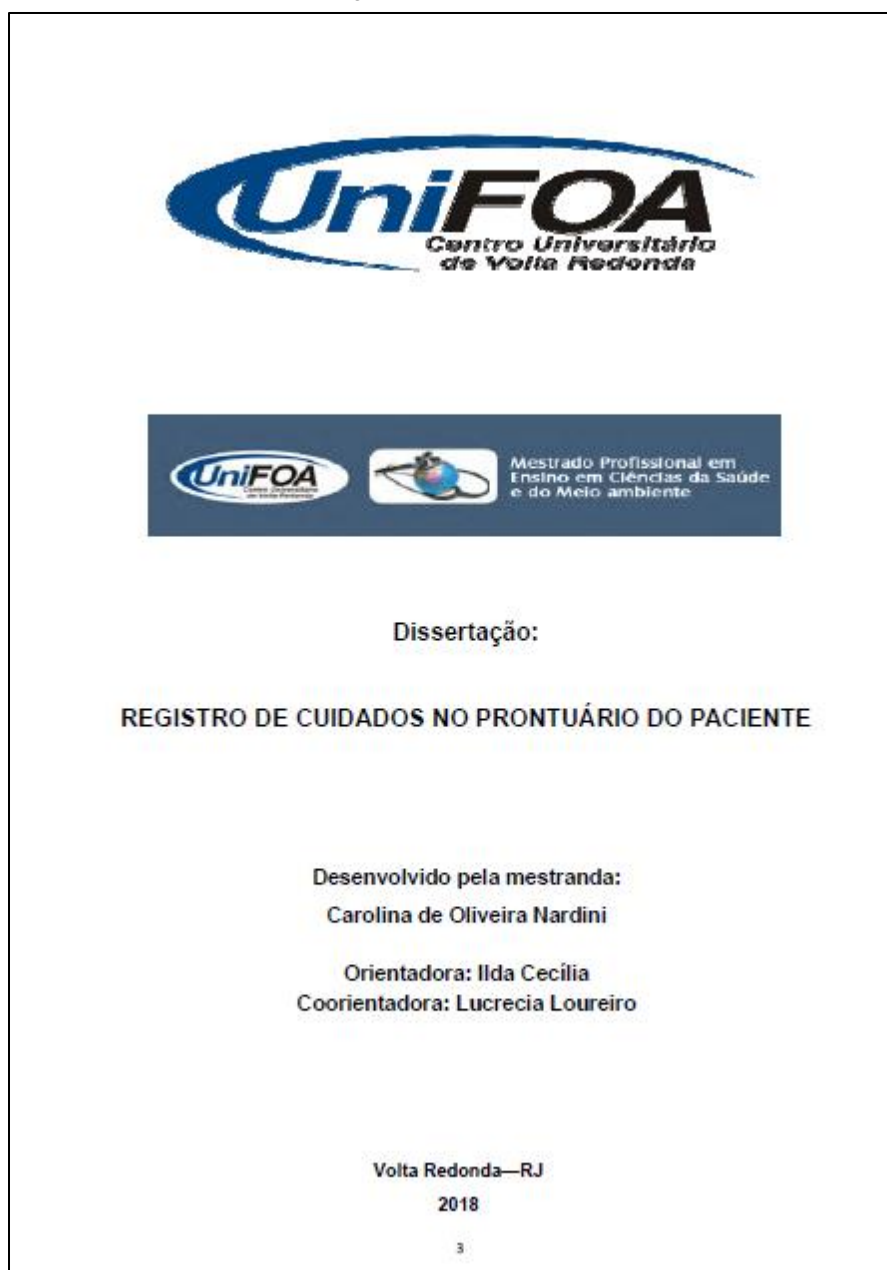 UniFOA
Centro Universitário
de Volta Redonda
UniFOA
Mestrado Profissional em
Ensino em Ciências da Saúde
e do Meio ambiente
Dissertação:
REGISTRO DE CUIDADOS NO PRONTUÁRIO DO PACIENTE
Desenvolvido pela mestranda:
Carolina de Oliveira Nardini
Orientadora: Ilda Cecília
Coorientadora: Lucrecia Loureiro
Volta Redonda—RJ
2018
3